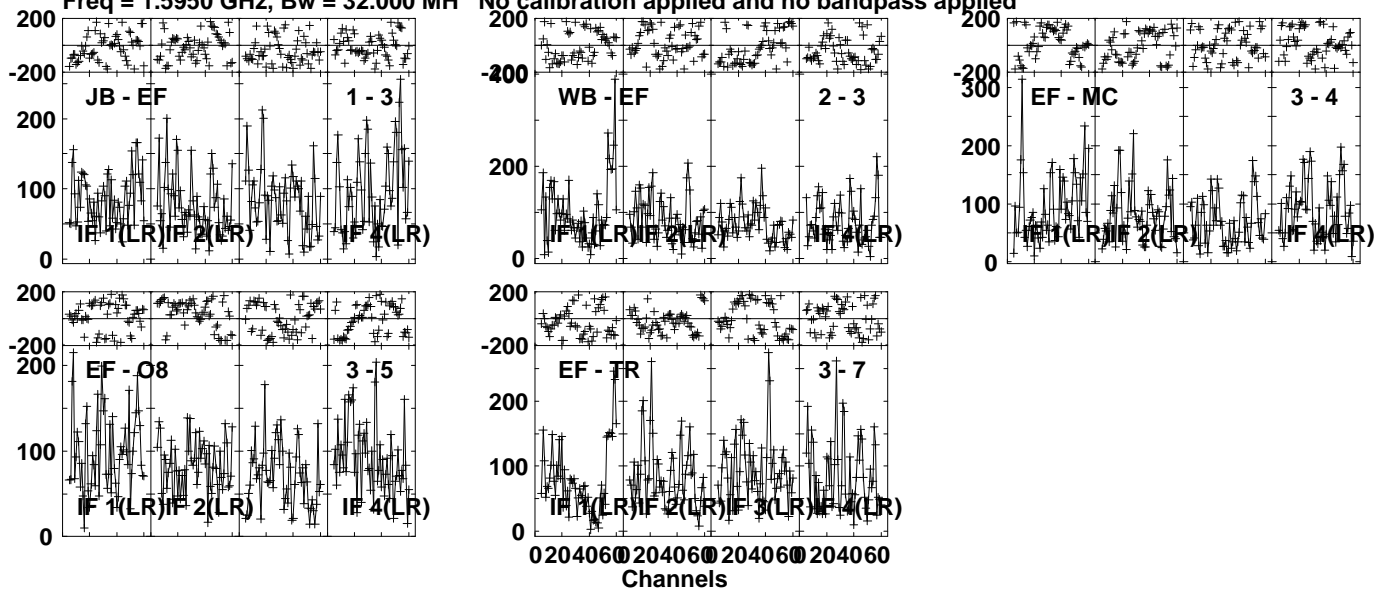 Freq = 1.5950 GHz, Bw = 32.000 MH   No calibration applied and no bandpass applied
200
-200
JB - EF
1 - 3
200
100
0
IF 1(LR)
IF 2(LR)
IF 4(LR)
200
-200
400
WB - EF
2 - 3
200
0
IF 1(LR)
IF 2(LR)
IF 4(LR)
200
-200
300
EF - MC
3 - 4
200
100
0
IF 1(LR)
IF 2(LR)
IF 4(LR)
200
-200
200
EF - O8
3 - 5
100
0
IF 1(LR)
IF 2(LR)
IF 4(LR)
200
-200
EF - TR
3 - 7
200
100
0
IF 1(LR)
IF 2(LR)
IF 3(LR)
IF 4(LR)
0 20 40 60 0 20 40 60 0 20 40 60 0 20 40 60
Channels